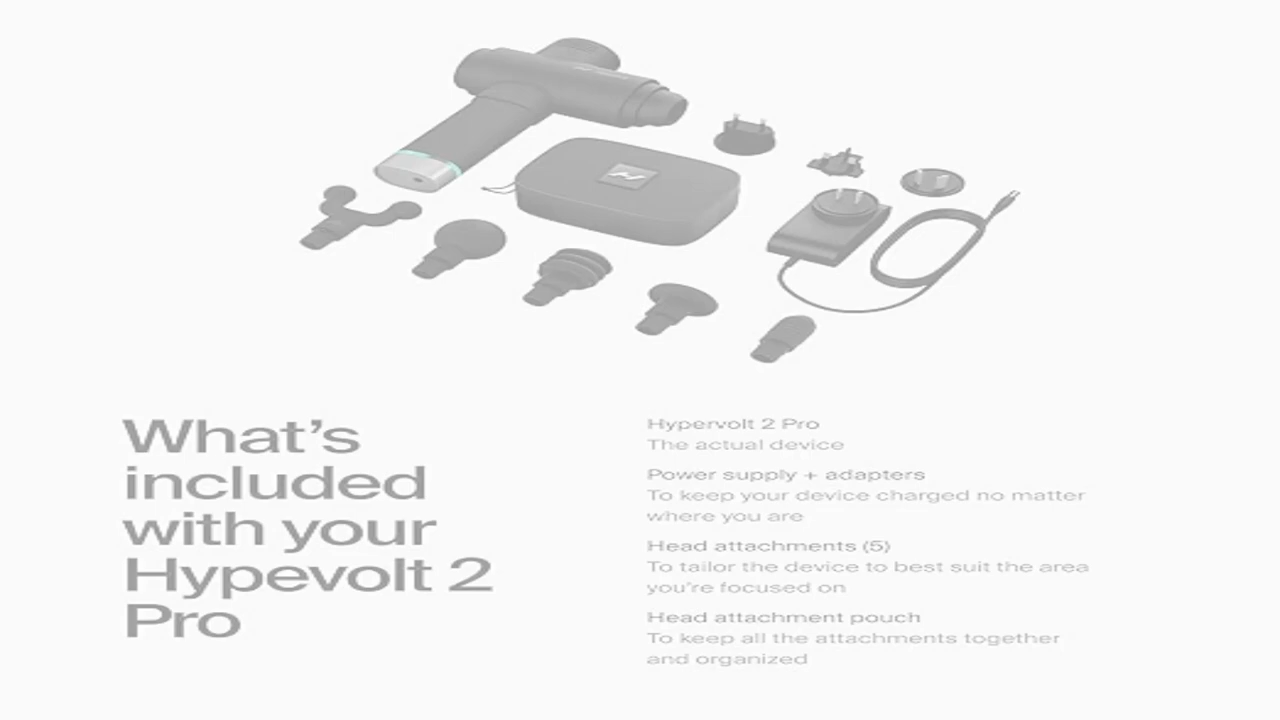 What's
included
with your
Hypevolt 2
Pro
Hypervolt 2 Pro
The actual device
Power supply + adapters
To keep your device charged no matter
where you are
Head attachments (5)
To tailor the device to best suit the area
you're focused on
Head attachment pouch
To keep all the attachments together
and organized